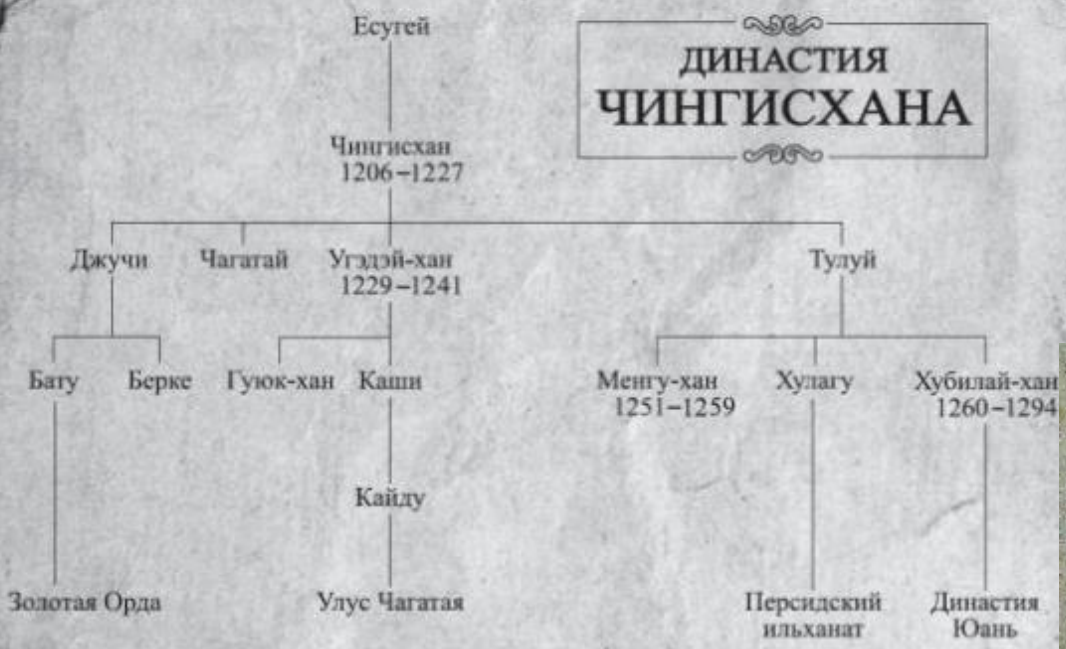 Есугей
ДИНАСТИЯ
ЧИНГИСХАНА
Чингисхан
1206–1227
Джучи Чагатай Угэдэй-хан Тулуй
1229–1241
Бату Берке Гуюк-хан Каши Менгу-хан Хулагу Хубилай-хан
1251–1259 1260–1294
Кайду
Золотая Орда Улус Чагатая Персидский Династия
ильханат Юань